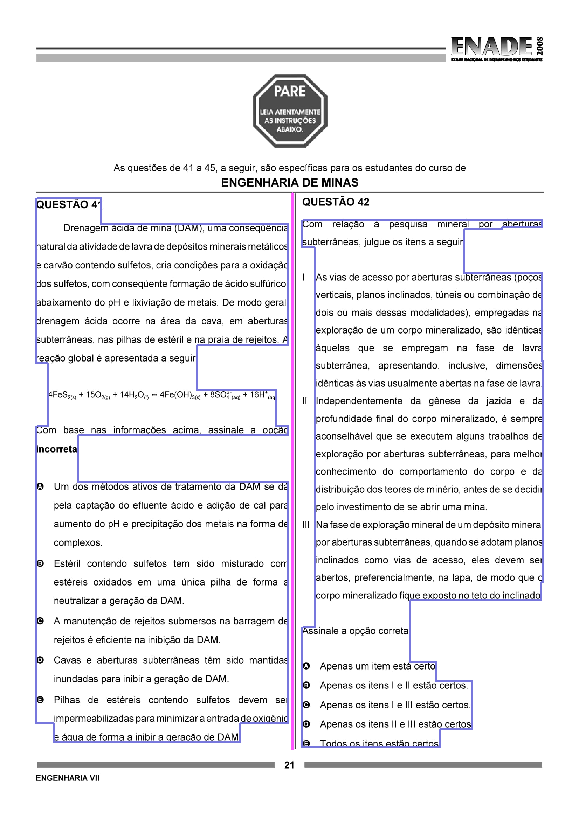 ENADE 2008
EXAME NACIONAL DE DESEMPENHO DOS ESTUDANTES
PARE
LEIA ATENTAMENTE
AS INSTRUÇÕES
ABAIXO.
As questões de 41 a 45, a seguir, são específicas para os estudantes do curso de
ENGENHARIA DE MINAS
QUESTÃO 41
Drenagem ácida de mina (DAM), uma conseqüência
natural da atividade de lavra de depósitos minerais metálicos
e carvão contendo sulfetos, cria condições para a oxidação
dos sulfetos, com conseqüente formação de ácido sulfúrico,
abaixamento do pH e lixiviação de metais. De modo geral,
drenagem ácida ocorre na área da cava, em aberturas
subterrâneas, nas pilhas de estéril e na praia de rejeitos. A
reação global é apresentada a seguir.
4FeS2(s) + 15O2(g) + 14H2O(l) ↔ 4Fe(OH)3(s) + 8SO4²⁻(aq) + 16H⁺(aq)
Com base nas informações acima, assinale a opção
incorreta.
A Um dos métodos ativos de tratamento da DAM se dá
pela captação do efluente ácido e adição de cal para
aumento do pH e precipitação dos metais na forma de
complexos.
B Estéril contendo sulfetos tem sido misturado com
estéreis oxidados em uma única pilha de forma a
neutralizar a geração da DAM.
C A manutenção de rejeitos submersos na barragem de
rejeitos é eficiente na inibição da DAM.
D Cavas e aberturas subterrâneas têm sido mantidas
inundadas para inibir a geração de DAM.
E Pilhas de estéreis contendo sulfetos devem ser
impermeabilizadas para minimizar a entrada de oxigênio
e água de forma a inibir a geração de DAM.
QUESTÃO 42
Com relação à pesquisa mineral por aberturas
subterrâneas, julgue os itens a seguir.
I As vias de acesso por aberturas subterrâneas (poços
verticais, planos inclinados, túneis ou combinação de
dois ou mais dessas modalidades), empregadas na
exploração de um corpo mineralizado, são idênticas
àquelas que se empregam na fase de lavra
subterrânea, apresentando, inclusive, dimensões
idênticas às vias usualmente abertas na fase de lavra.
II Independentemente da gênese da jazida e da
profundidade final do corpo mineralizado, é sempre
aconselhável que se executem alguns trabalhos de
exploração por aberturas subterrâneas, para melhor
conhecimento do comportamento do corpo e da
distribuição dos teores de minério, antes de se decidir
pelo investimento de se abrir uma mina.
III Na fase de exploração mineral de um depósito mineral
por aberturas subterrâneas, quando se adotam planos
inclinados como vias de acesso, eles devem ser
abertos, preferencialmente, na lapa, de modo que o
corpo mineralizado fique exposto no teto do inclinado.
Assinale a opção correta.
A Apenas um item está certo.
B Apenas os itens I e II estão certos.
C Apenas os itens I e III estão certos.
D Apenas os itens II e III estão certos.
E Todos os itens estão certos.
21
ENGENHARIA VII